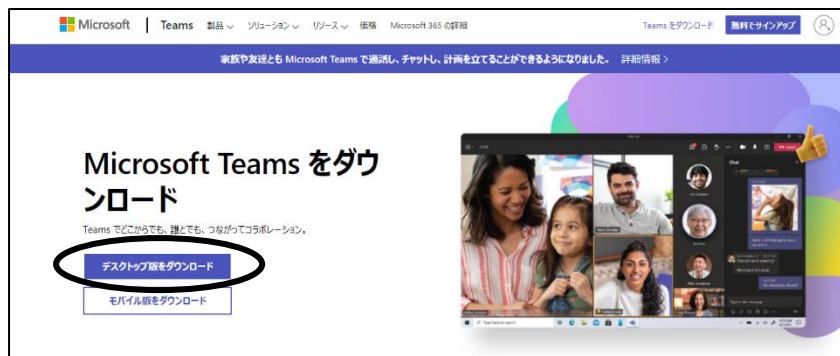 Microsoft | Teams 製品 ソリューション リソース 価格 Microsoft 365 の詳細 Teams をダウンロード 無料でサインアップ
家族や友達とも Microsoft Teams で通話し、チャットし、計画を立てることができるようになりました。 詳細情報 >
Microsoft Teams をダウ
ンロード
Teams でどこからでも、誰とでも、つながってコラボレーション。
デスクトップ版をダウンロード
モバイル版をダウンロード
Chat
Type a new message
Type here to search